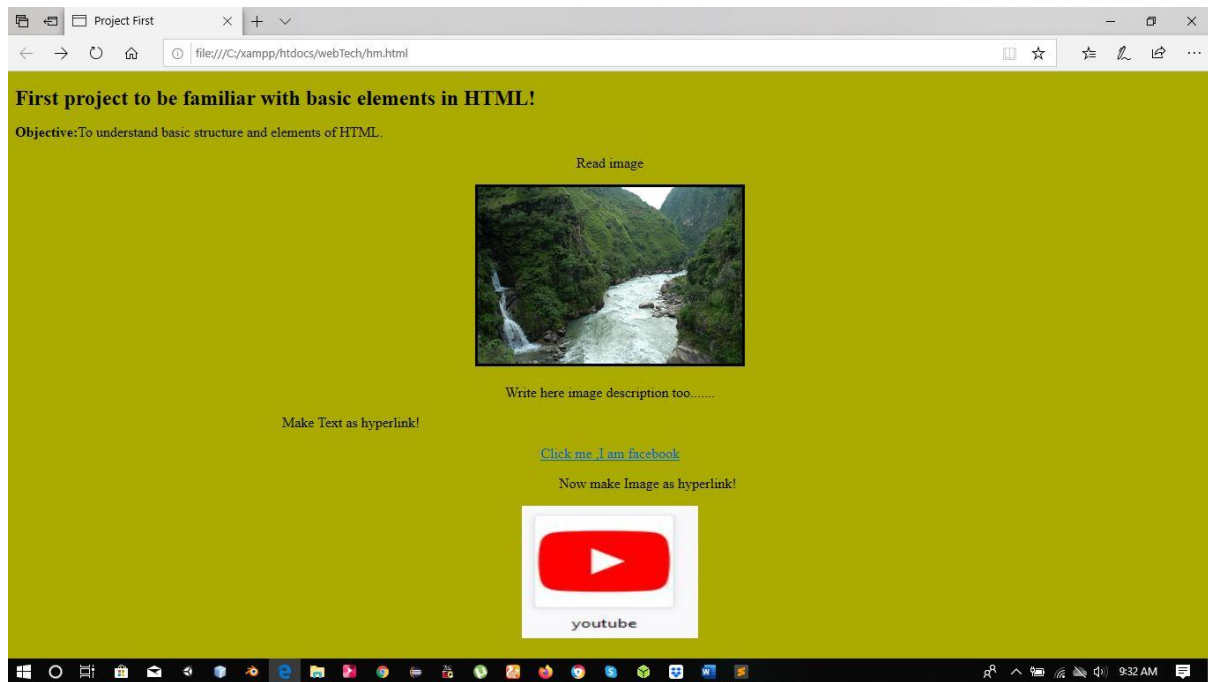 Project First
file:///C:/xampp/htdocs/webTech/hm.html
First project to be familiar with basic elements in HTML!
Objective:To understand basic structure and elements of HTML.
Read image
Write here image description too.......
Make Text as hyperlink!
Click me ,I am facebook
Now make Image as hyperlink!
youtube
9:32 AM